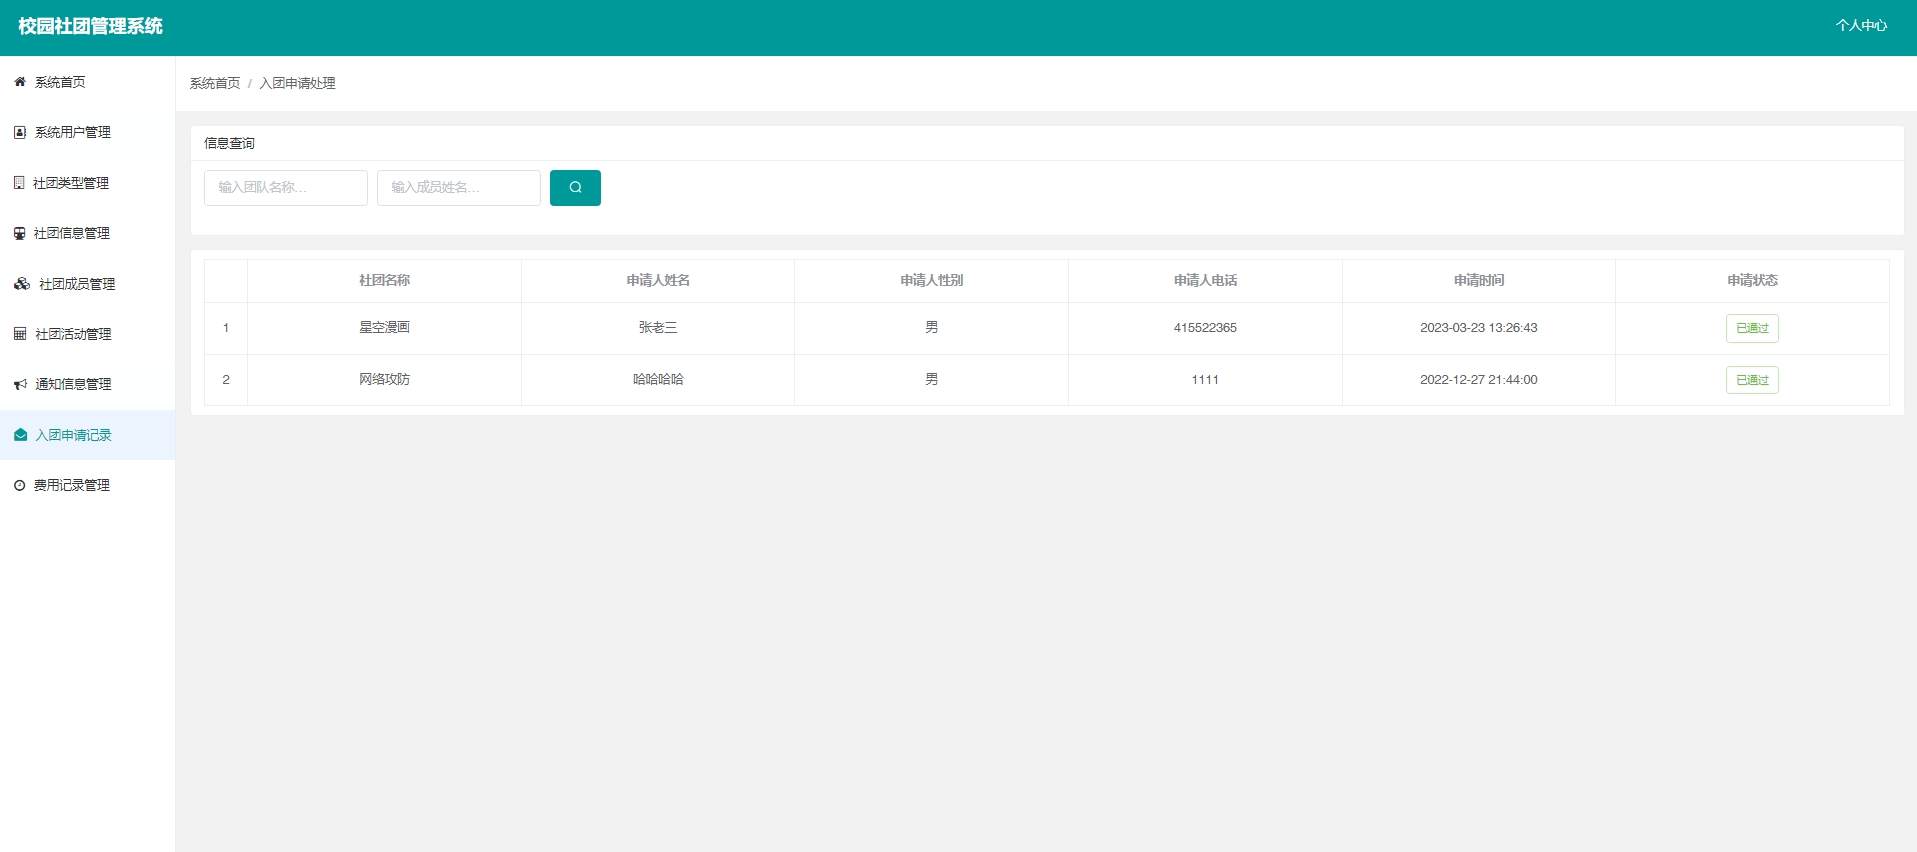 校园社团管理系统
个人中心
系统首页
系统用户管理
社团类型管理
社团信息管理
社团成员管理
社团活动管理
通知信息管理
入团申请记录
费用记录管理
系统首页 / 入团申请处理
信息查询
输入团队名称… 输入成员姓名…
社团名称 申请人姓名 申请人性别 申请人电话 申请时间 申请状态
1 星空漫画 张老三 男 415522365 2023-03-23 13:26:43 已通过
2 网络攻防 哈哈哈哈 男 1111 2022-12-27 21:44:00 已通过